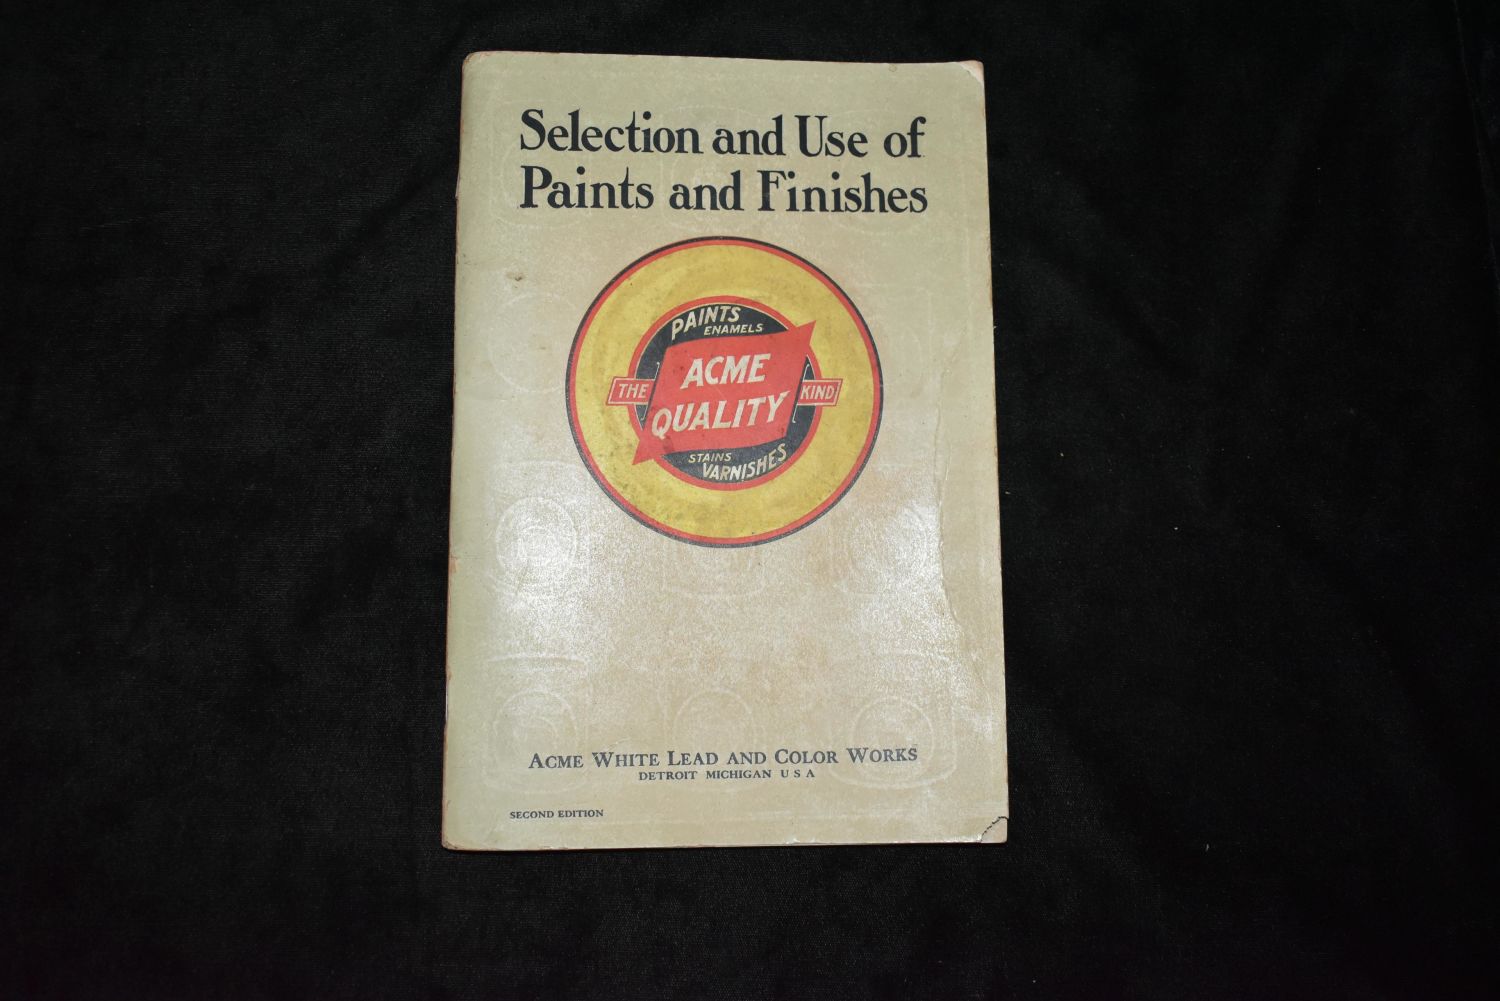 Selection and Use of
Paints and Finishes
PAINTS
ENAMELS
THE ACME KIND
QUALITY
STAINS
VARNISHES
ACME WHITE LEAD AND COLOR WORKS
DETROIT MICHIGAN U S A
SECOND EDITION